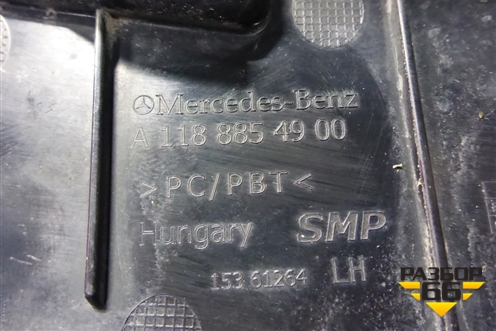 Mercedes-Benz
A 118 885 49 00
>PC/PBT<
Hungary SMP
153 61264 LH
РАЗБОР
66